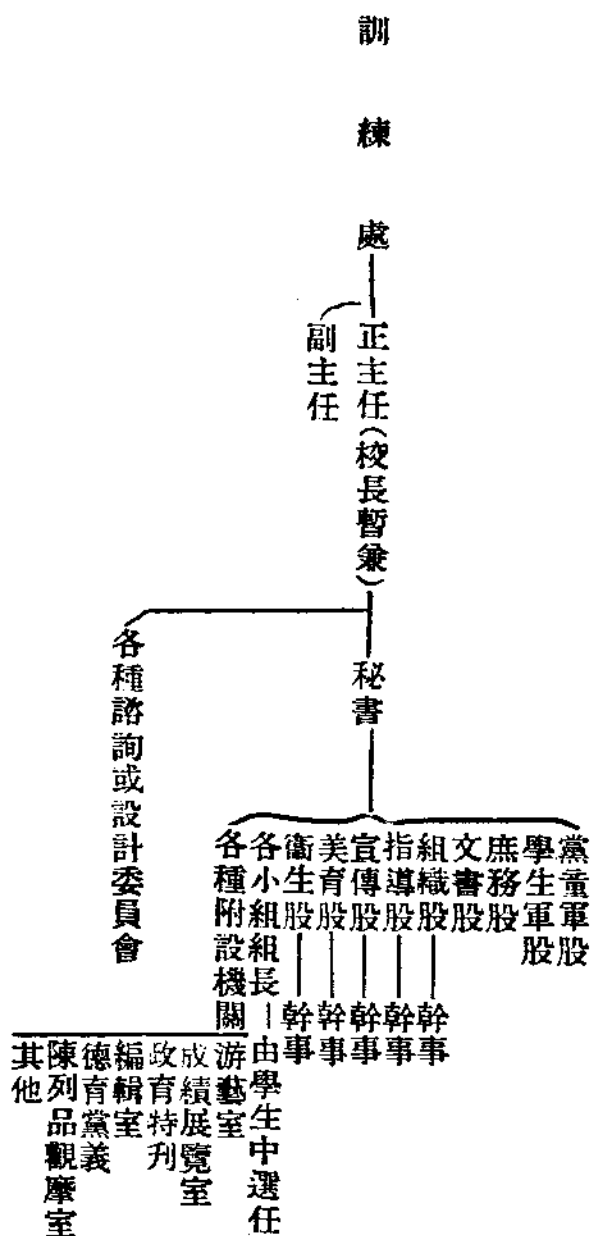 訓練處
正主任(校長暫兼)
副主任
秘書
各種諮詢或設計委員會
黨童軍股
學生軍股
庶務股
文書股
組織股
幹事
指導股
幹事
宣傳股
幹事
美育股
幹事
衞生股
幹事
各小組組長
由學生中選任
各種附設機關
游藝室
成績展覽室
政育特刋
編輯室
德育黨義
陳列品觀摩室
其他